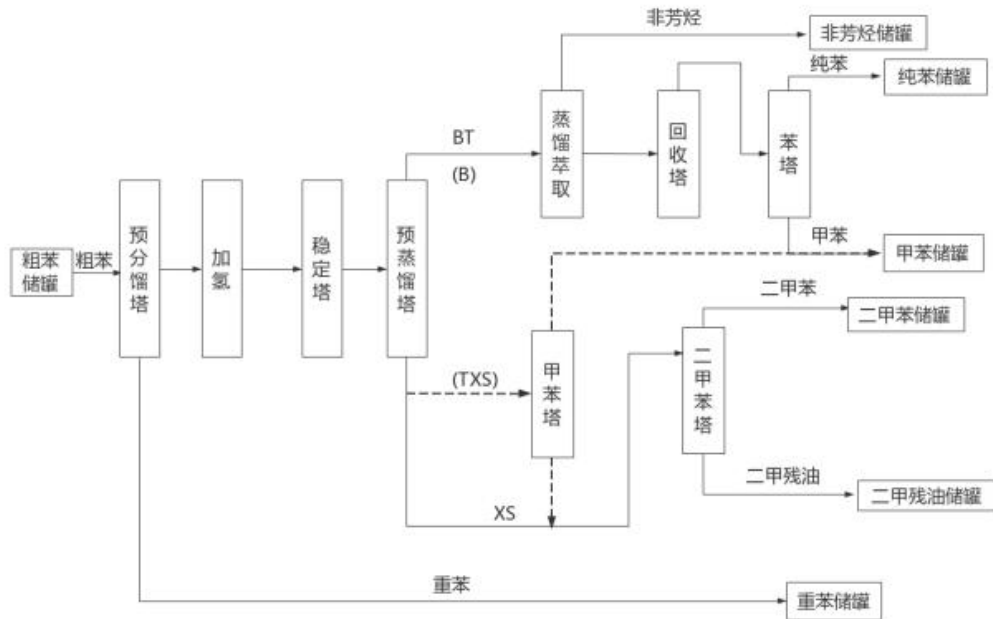 非芳烃
非芳烃储罐
纯苯
纯苯储罐
BT
(B)
蒸馏萃取
回收塔
苯塔
粗苯
储罐
粗苯
预分馏塔
加氢
稳定塔
预蒸馏塔
甲苯
甲苯储罐
二甲苯
二甲苯储罐
(TXS)
甲苯塔
二甲苯塔
二甲残油
二甲残油储罐
XS
重苯
重苯储罐